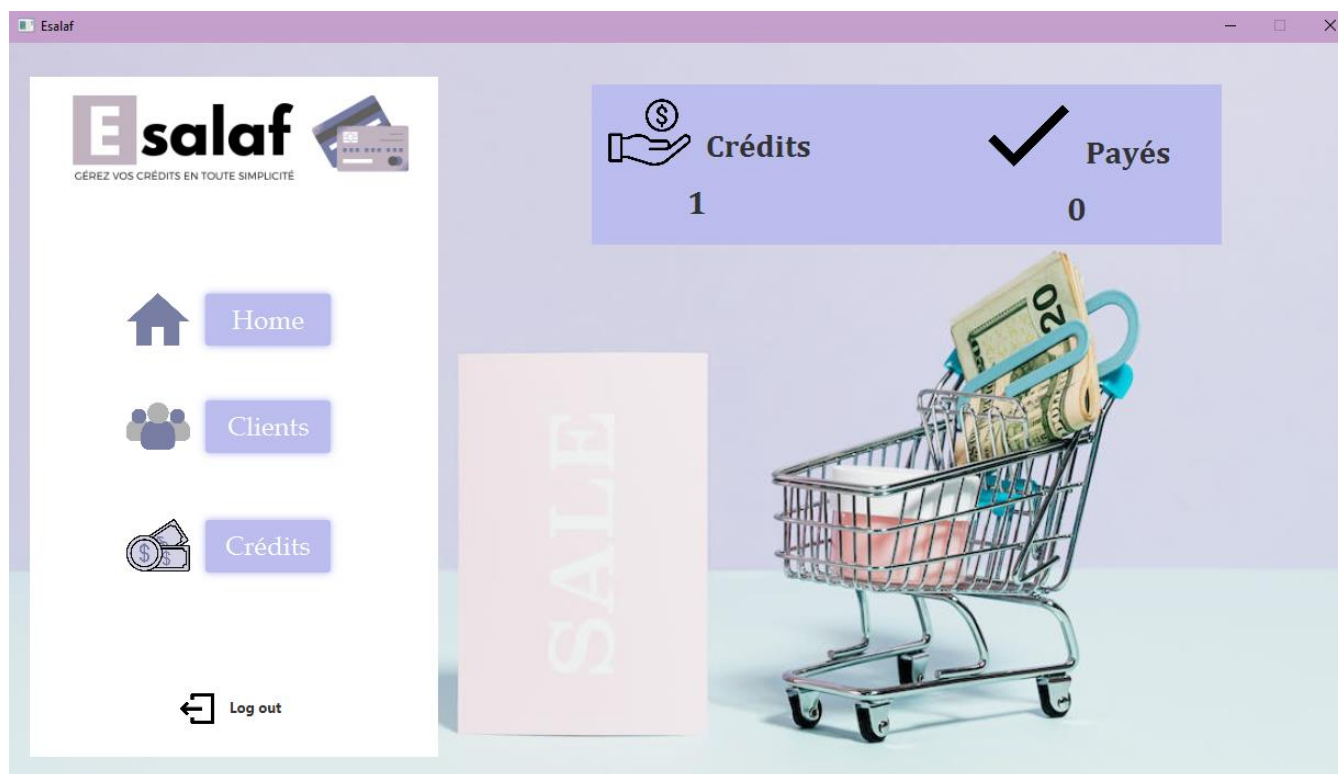 Esalaf
Esalaf
GÉREZ VOS CRÉDITS EN TOUTE SIMPLICITÉ
Crédits
Payés
1
0
Home
Clients
Crédits
Log out
SALE
20